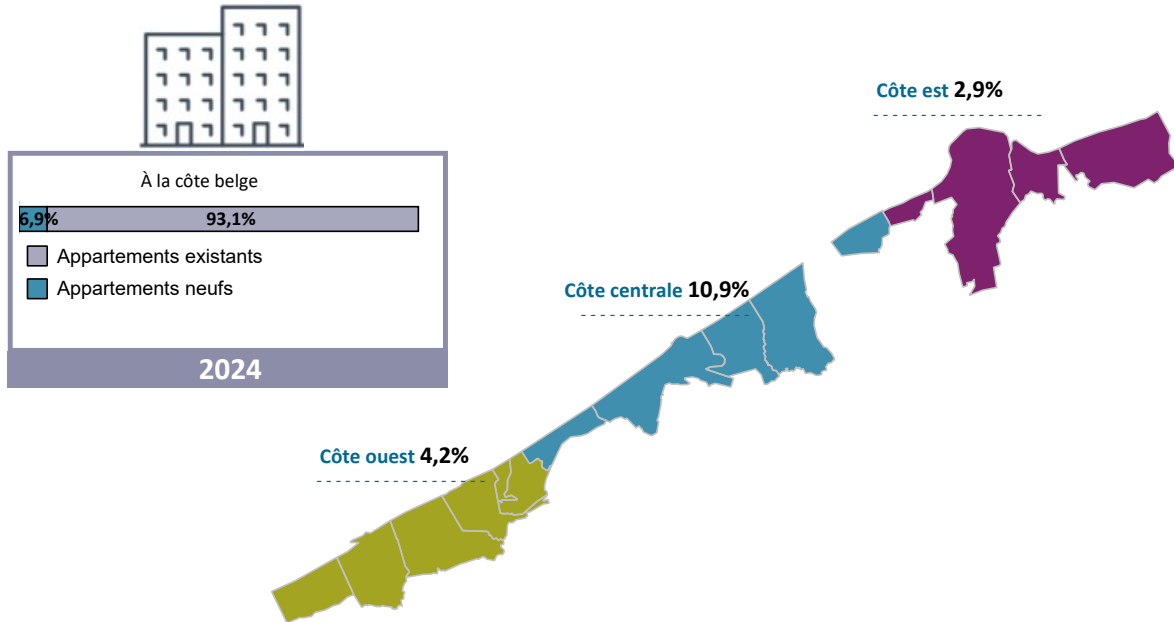 À la côte belge
6,9% 93,1%
Appartements existants
Appartements neufs
2024
Côte est 2,9%
Côte centrale 10,9%
Côte ouest 4,2%